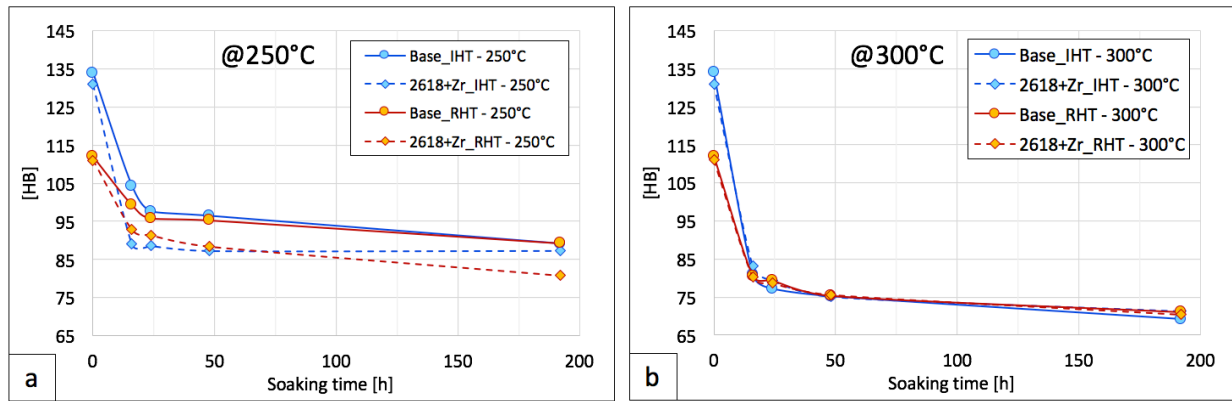 @250°C
Base_IHT - 250°C
2618+Zr_IHT - 250°C
Base_RHT - 250°C
2618+Zr_RHT - 250°C
[HB]
145
135
125
115
105
95
85
75
65
0
50
100
150
200
Soaking time [h]
a
@300°C
Base_IHT - 300°C
2618+Zr_IHT - 300°C
Base_RHT - 300°C
2618+Zr_RHT - 300°C
[HB]
145
135
125
115
105
95
85
75
65
0
50
100
150
200
Soaking time [h]
b